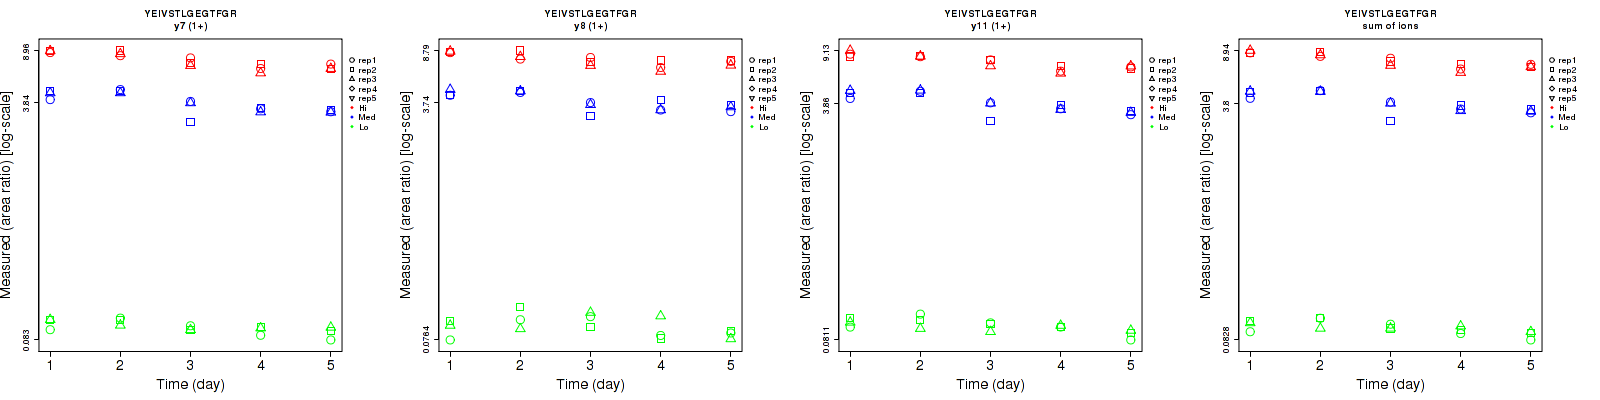 YEIVSTLGEGTFGR
y7 (1+)
Measured (area ratio) [log-scale]
8.96
3.84
0.083
1 2 3 4 5
Time (day)
rep1
rep2
rep3
rep4
rep5
Hi
Med
Lo
YEIVSTLGEGTFGR
y8 (1+)
Measured (area ratio) [log-scale]
8.79
3.74
0.0764
1 2 3 4 5
Time (day)
rep1
rep2
rep3
rep4
rep5
Hi
Med
Lo
YEIVSTLGEGTFGR
y11 (1+)
Measured (area ratio) [log-scale]
9.13
3.86
0.0811
1 2 3 4 5
Time (day)
rep1
rep2
rep3
rep4
rep5
Hi
Med
Lo
YEIVSTLGEGTFGR
sum of ions
Measured (area ratio) [log-scale]
8.94
3.8
0.0828
1 2 3 4 5
Time (day)
rep1
rep2
rep3
rep4
rep5
Hi
Med
Lo